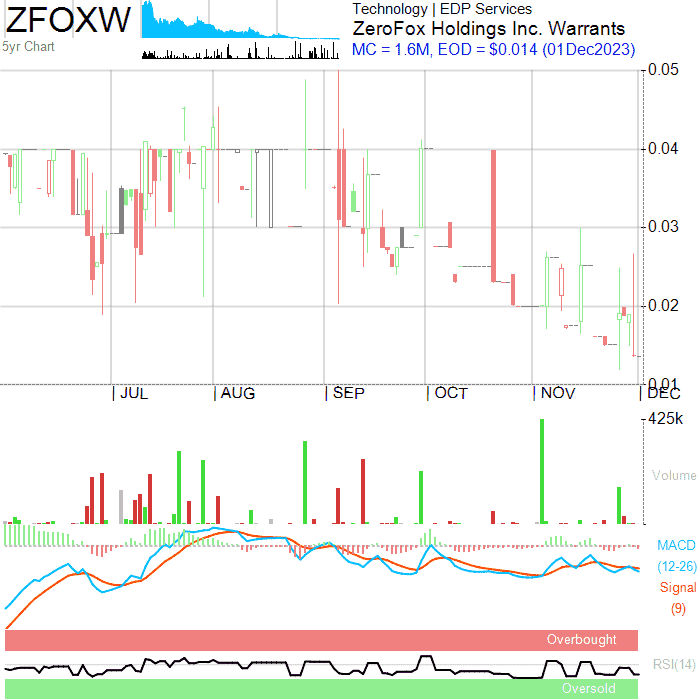 ZFOXW
5yr Chart
Technology | EDP Services
ZeroFox Holdings Inc. Warrants
MC = 1.6M, EOD = $0.014 (01Dec2023)
0.05
0.04
0.03
0.02
0.01
JUL AUG SEP OCT NOV DEC
425k
Volume
MACD
(12-26)
Signal
(9)
Overbought
RSI(14)
Oversold